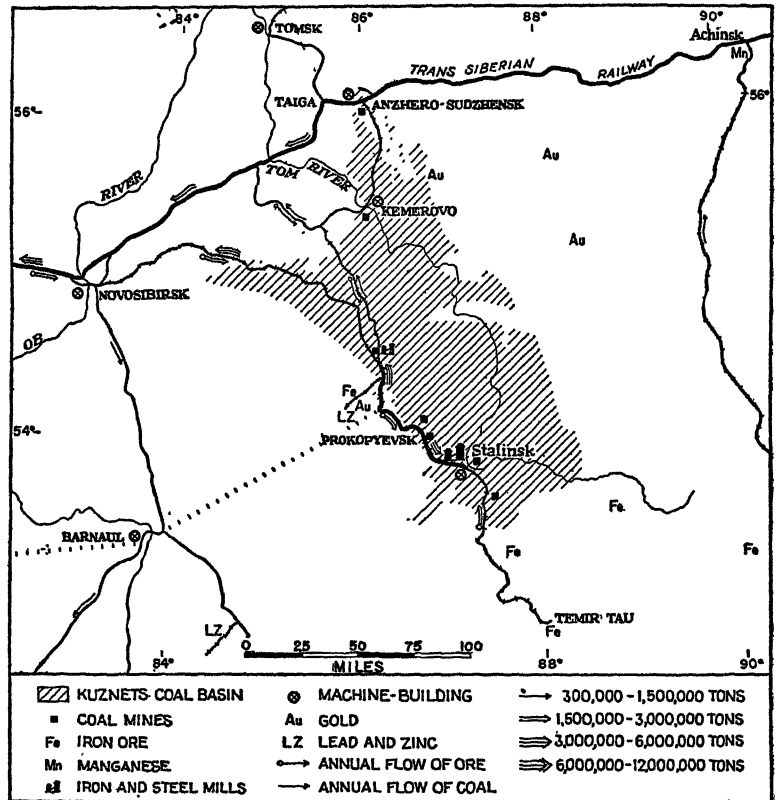 84° 86° 88° 90°
TOMSK
Achinsk
Mn
TRANS SIBERIAN RAILWAY
TAIGA
ANZHERO-SUDZHENSK
56° 56°
Au
TOM RIVER
Au
RIVER
KEMEROVO
Au
NOVOSIBIRSK
OB
Fe
Au
LZ
54°
PROKOPYEVSK
Stalinsk
Fe
BARNAUL
Fe Fe
LZ
TEMIR TAU
Fe
0 25 50 75 100
MILES
84° 88° 90°
KUZNETS COAL BASIN
COAL MINES
Fe IRON ORE
Mn MANGANESE
IRON AND STEEL MILLS
MACHINE-BUILDING
Au GOLD
LZ LEAD AND ZINC
ANNUAL FLOW OF ORE
ANNUAL FLOW OF COAL
300,000-1,500,000 TONS
1,500,000-3,000,000 TONS
3,000,000-6,000,000 TONS
6,000,000-12,000,000 TONS